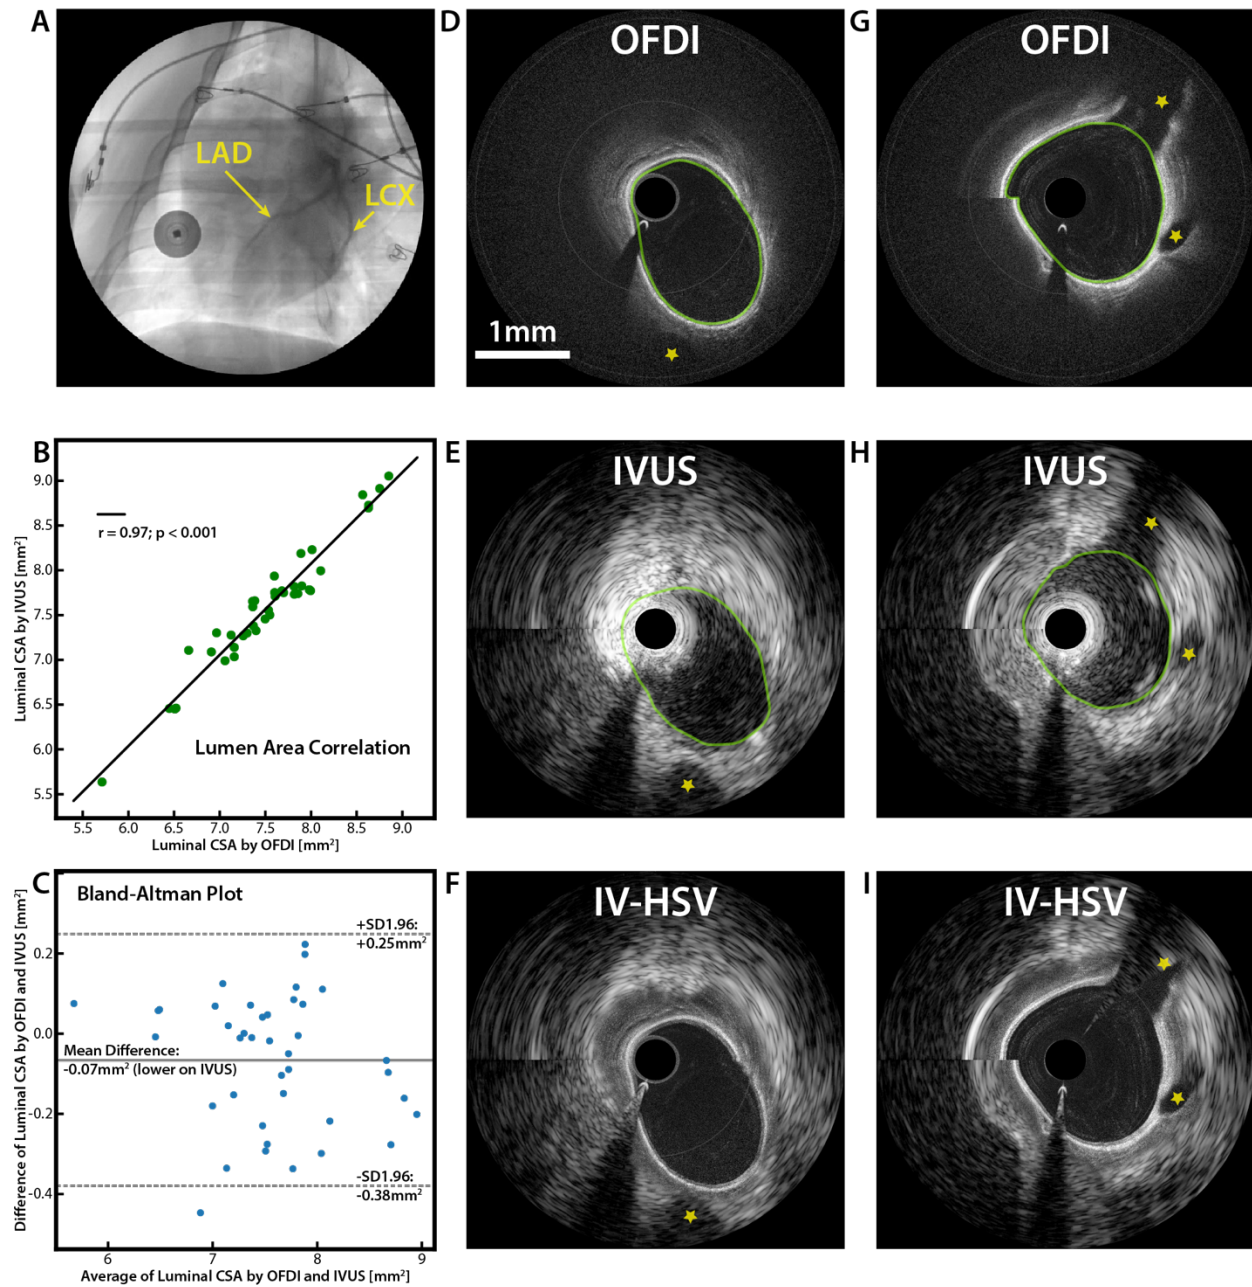 A
LAD
LCX
D
OFDI
1mm
G
OFDI
B
9.0
8.5
8.0
7.5
7.0
6.5
6.0
5.5
Luminal CSA by IVUS [mm²]
r = 0.97; p < 0.001
Lumen Area Correlation
5.5 6.0 6.5 7.0 7.5 8.0 8.5 9.0
Luminal CSA by OFDI [mm²]
E
IVUS
H
IVUS
C
Bland-Altman Plot
0.2
0.0
-0.2
-0.4
Difference of Luminal CSA by OFDI and IVUS [mm²]
+SD1.96:
+0.25mm²
Mean Difference:
-0.07mm² (lower on IVUS)
-SD1.96:
-0.38mm²
6 7 8 9
Average of Luminal CSA by OFDI and IVUS [mm²]
F
IV-HSV
I
IV-HSV